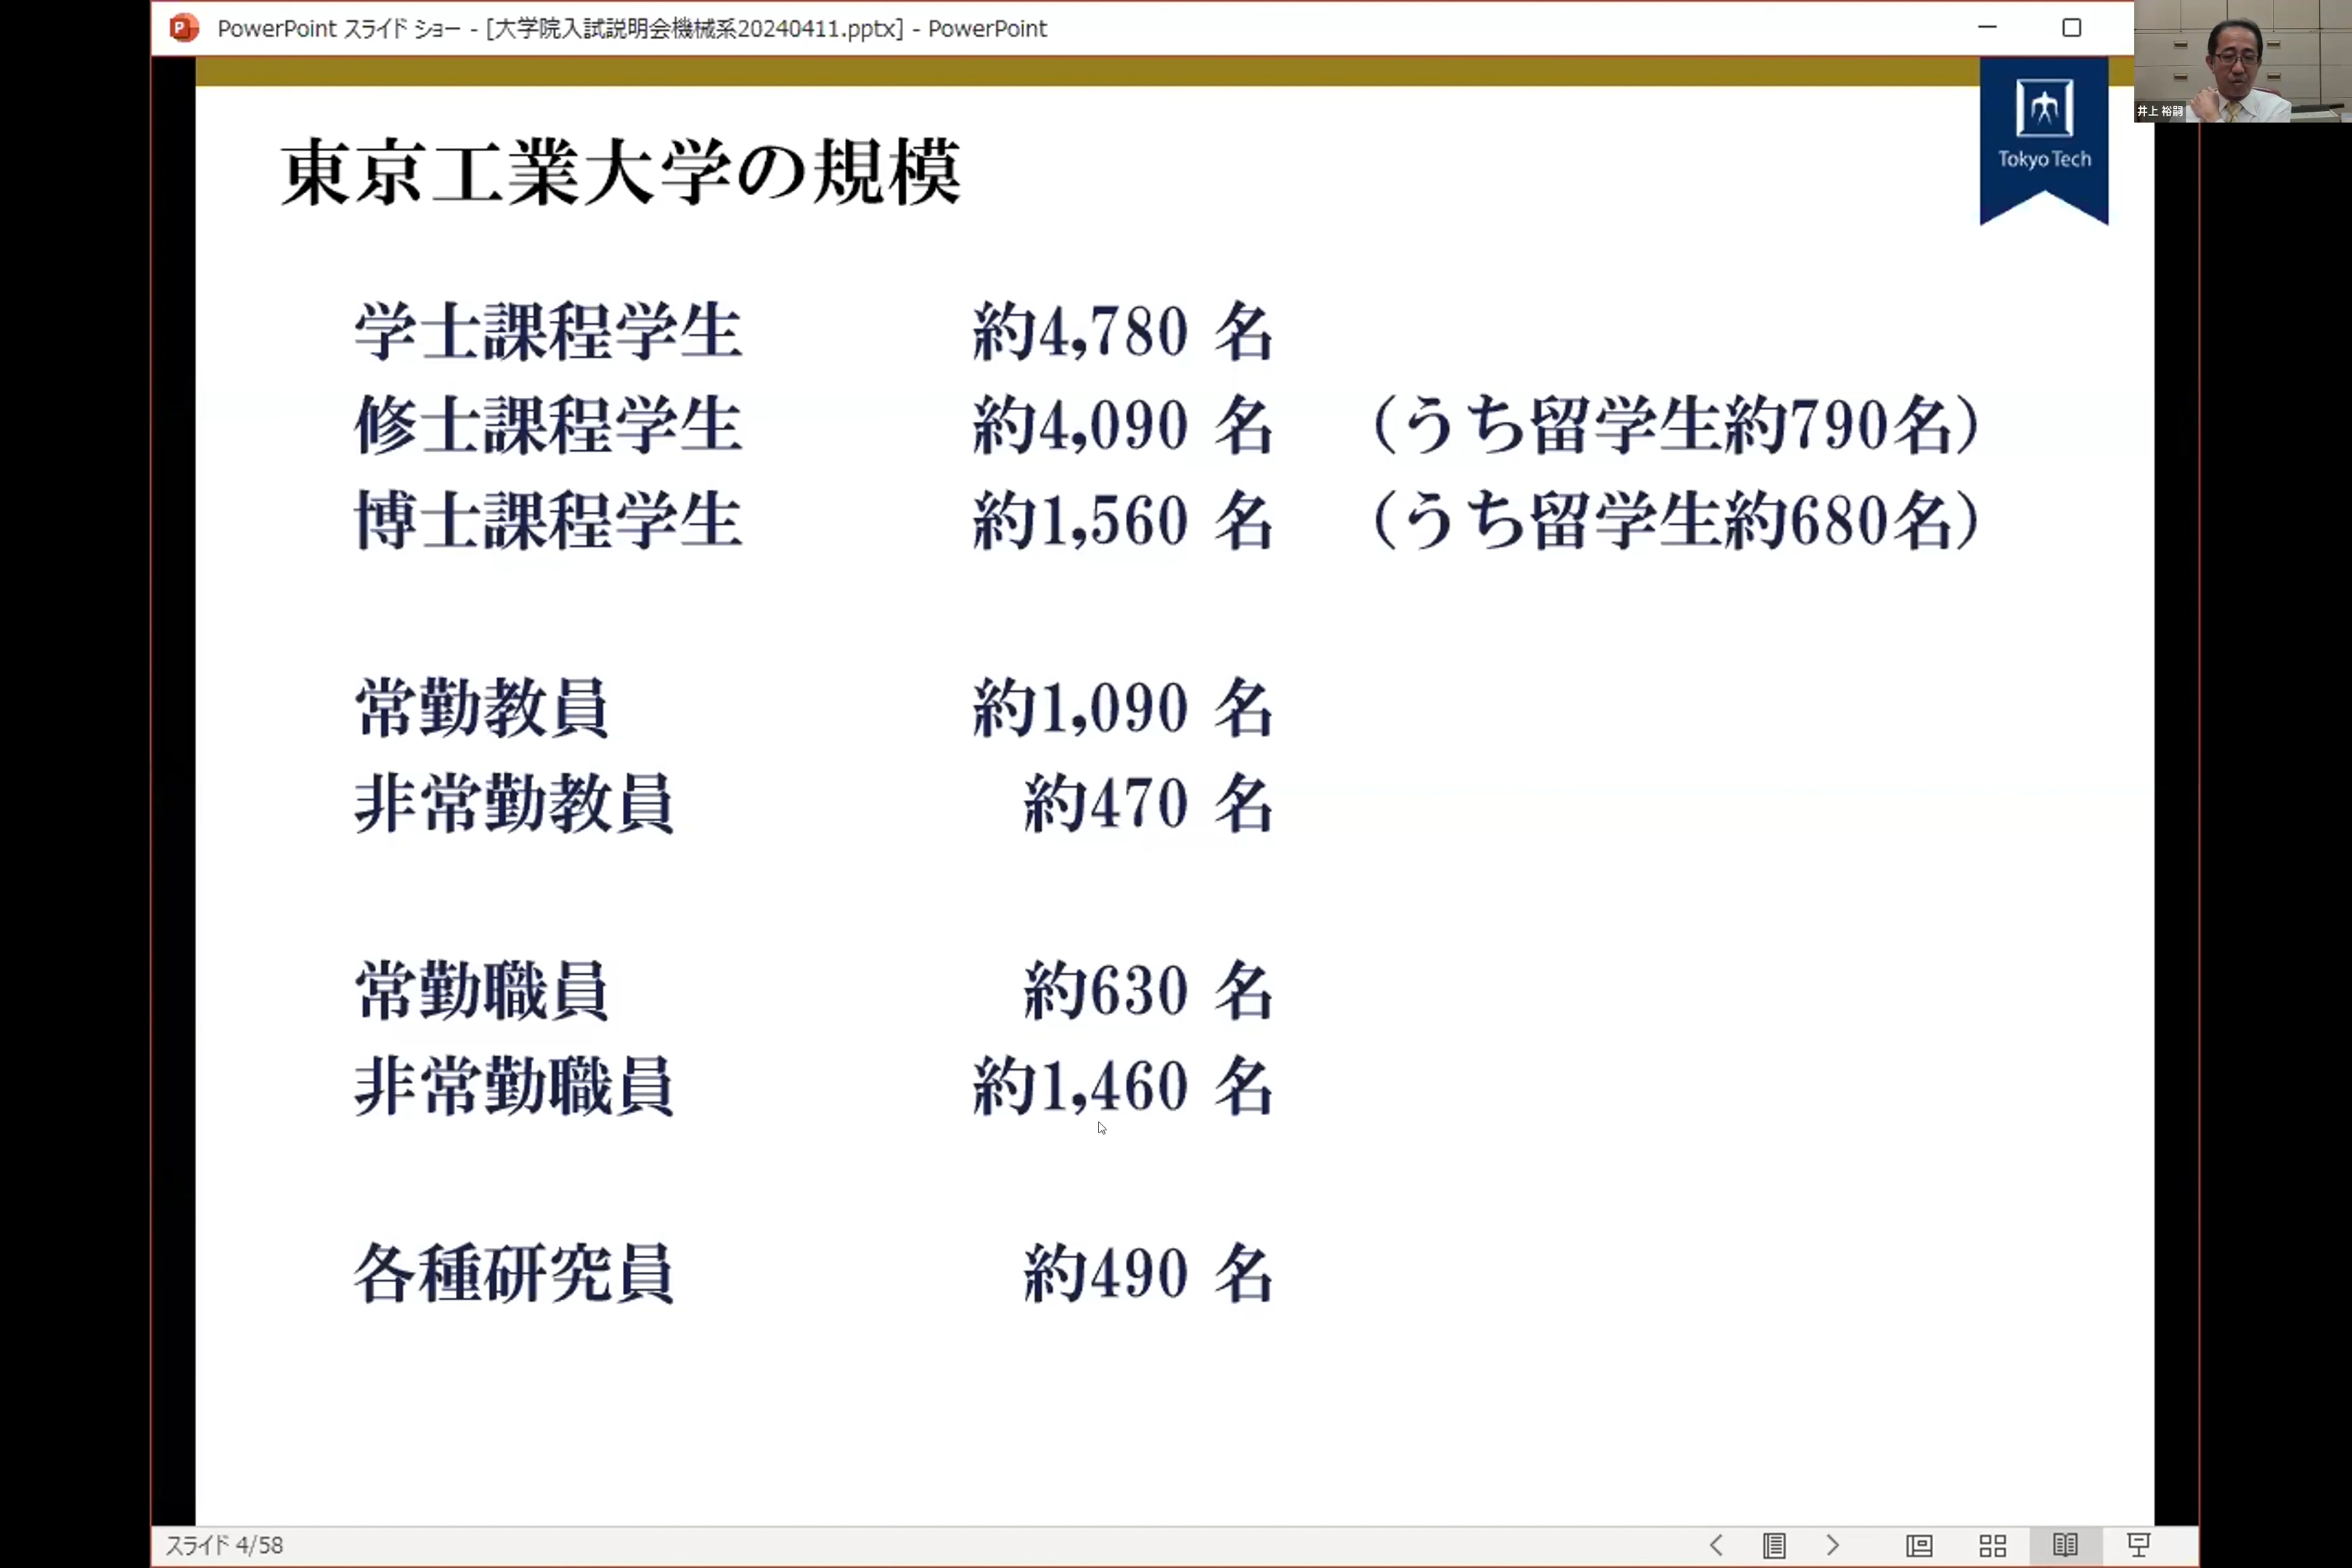 PowerPoint スライド ショー - [大学院入試説明会機械系20240411.pptx] - PowerPoint
井上 裕嗣
Tokyo Tech
東京工業大学の規模
学士課程学生 約4,780 名
修士課程学生 約4,090 名 （うち留学生約790名）
博士課程学生 約1,560 名 （うち留学生約680名）
常勤教員 約1,090 名
非常勤教員 約470 名
常勤職員 約630 名
非常勤職員 約1,460 名
各種研究員 約490 名
スライド 4/58